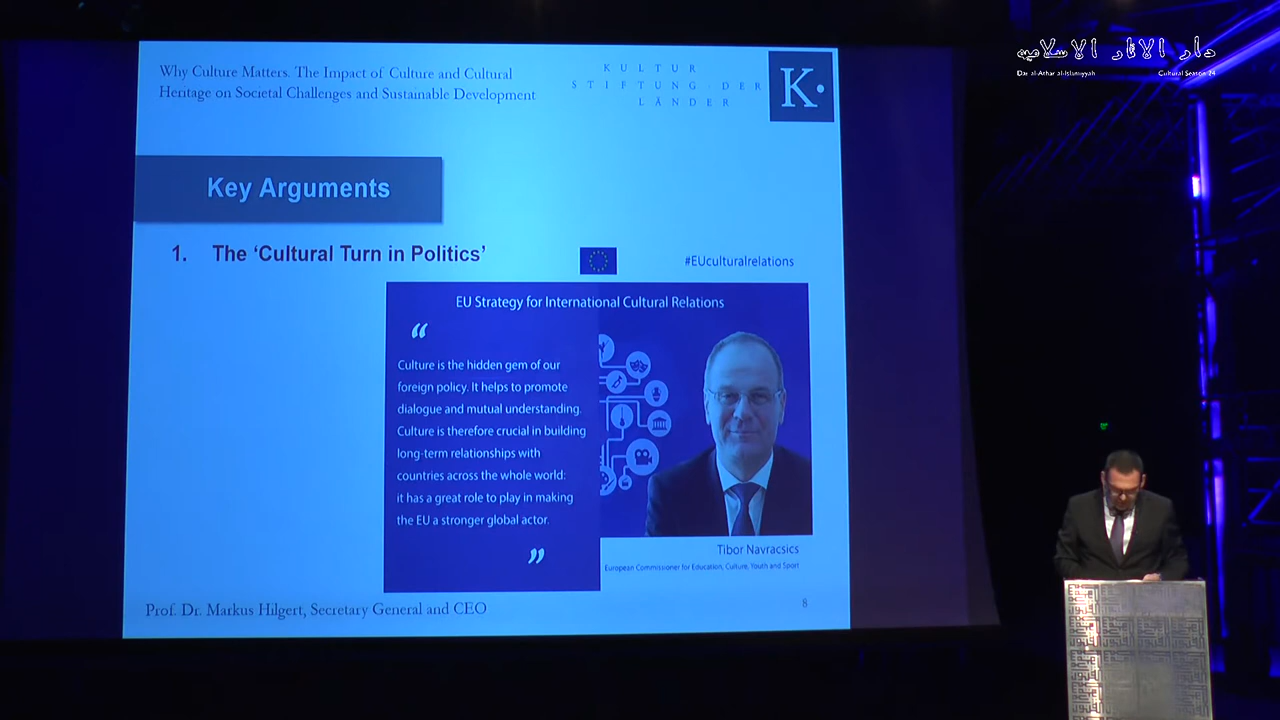 Why Culture Matters. The Impact of Culture and Cultural
Heritage on Societal Challenges and Sustainable Development
KULTUR
STIFTUNG · DER
LÄNDER
K·
دار الآثار الاسلاميه
Dar al-Athar al-Islamiyyah
Cultural Season 24
Key Arguments
1. The ‘Cultural Turn in Politics’
#EUculturalrelations
EU Strategy for International Cultural Relations
“
Culture is the hidden gem of our
foreign policy. It helps to promote
dialogue and mutual understanding.
Culture is therefore crucial in building
long-term relationships with
countries across the whole world:
it has a great role to play in making
the EU a stronger global actor.
”
Tibor Navracsics
European Commissioner for Education, Culture, Youth and Sport
Prof. Dr. Markus Hilgert, Secretary General and CEO
8